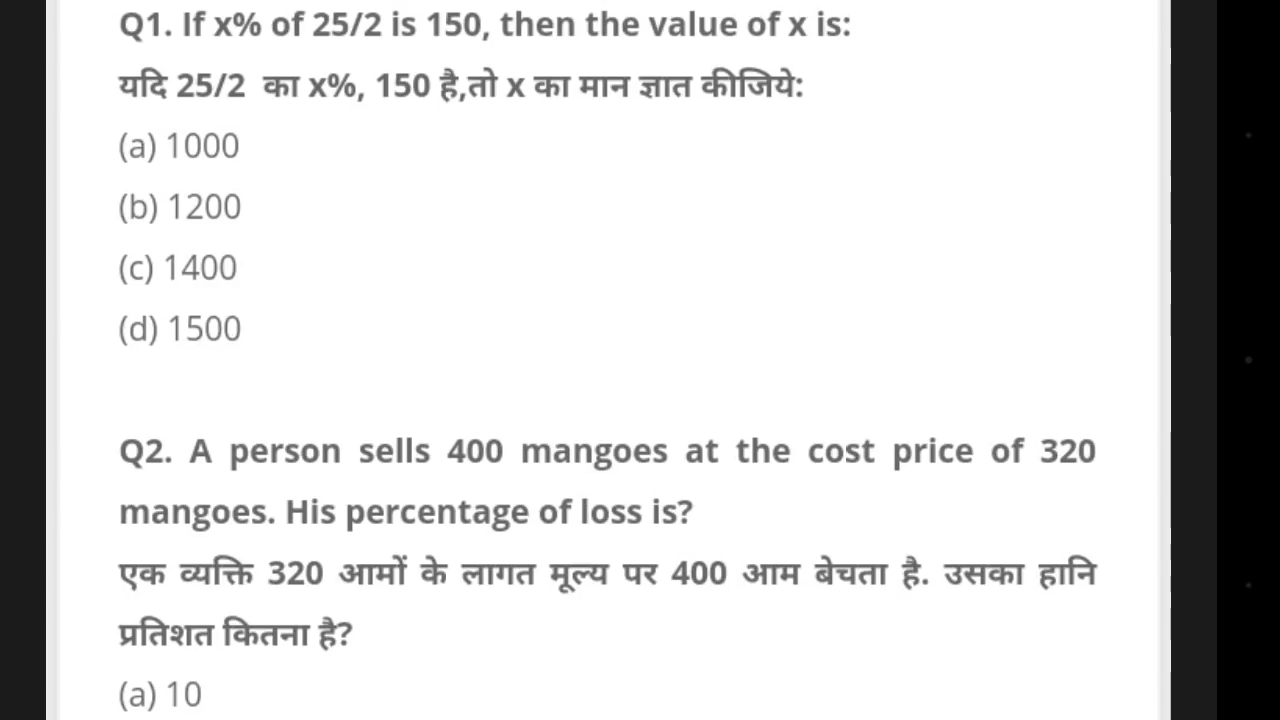 Q1. If x% of 25/2 is 150, then the value of x is:
यदि 25/2 का x%, 150 है,तो x का मान ज्ञात कीजिये:
(a) 1000
(b) 1200
(c) 1400
(d) 1500
Q2. A person sells 400 mangoes at the cost price of 320
mangoes. His percentage of loss is?
एक व्यक्ति 320 आमों के लागत मूल्य पर 400 आम बेचता है. उसका हानि
प्रतिशत कितना है?
(a) 10